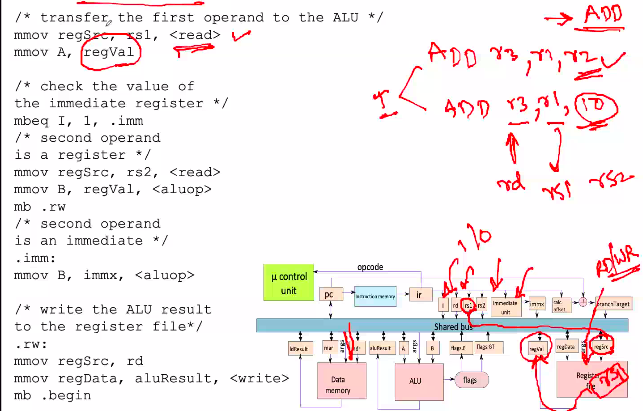 /* transfer the first operand to the ALU */
mmov regSrc, rs1, <read>
mmov A, regVal
/* check the value of
the immediate register */
mbeq I, 1, .imm
/* second operand
is a register */
mmov regSrc, rs2, <read>
mmov B, regVal, <aluop>
mb .rw
/* second operand
is an immediate */
.imm:
mmov B, immx, <aluop>
/* write the ALU result
to the register file*/
.rw:
mmov regSrc, rd
mmov regData, aluResult, <write>
mb .begin
→ ADD
ADD r3, r1, r2
I
ADD r3, r1, 10
rd rs1 rs2
1/0
RD/WR
μ control
unit
opcode
pc
Instruction memory
ir
I
rd
rs1
rs2
Immediate
unit
immx
calc.
offset
branchTarget
Shared bus
ldResult
mar
mdr
args
aluResult
A
args
B
flags.E
flags.GT
regVal
regData
args
regSrc
Data
memory
ALU
flags
Register
file
rs1